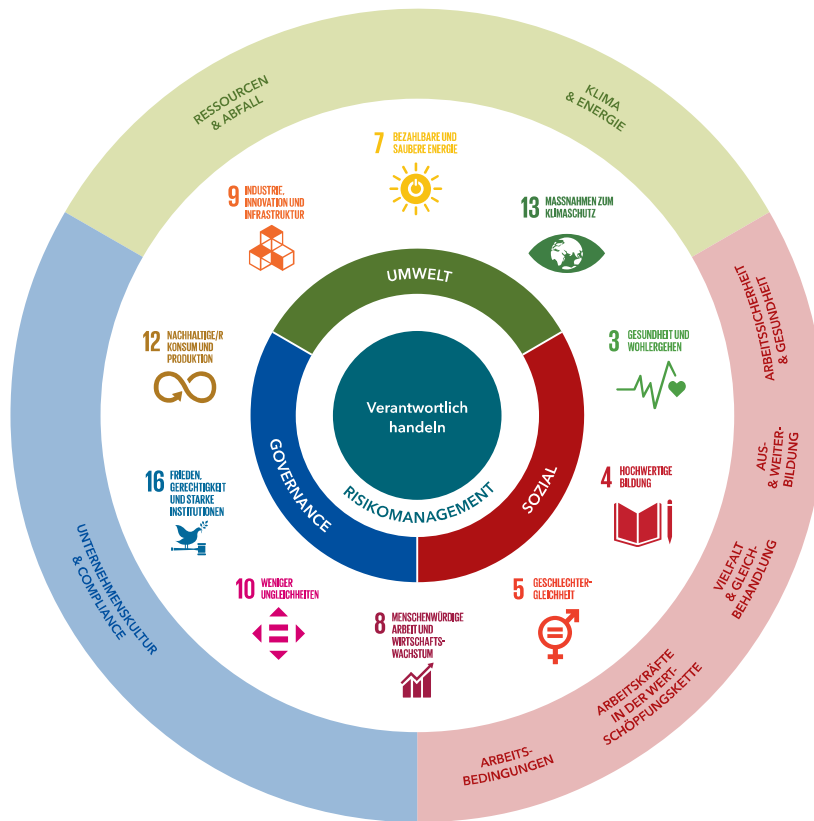 RESSOURCEN
& ABFALL
KLIMA
& ENERGIE
7 BEZAHLBARE UND
SAUBERE ENERGIE
9 INDUSTRIE,
INNOVATION UND
INFRASTRUKTUR
13 MASSNAHMEN ZUM
KLIMASCHUTZ
UMWELT
ARBEITSSICHERHEIT
& GESUNDHEIT
12 NACHHALTIGE/R
KONSUM UND
PRODUKTION
3 GESUNDHEIT UND
WOHLERGEHEN
Verantwortlich
handeln
GOVERNANCE
RISIKOMANAGEMENT
SOZIAL
AUS-
& WEITER-
BILDUNG
16 FRIEDEN,
GERECHTIGKEIT
UND STARKE
INSTITUTIONEN
4 HOCHWERTIGE
BILDUNG
UNTERNEHMENSKULTUR
& COMPLIANCE
VIELFALT
& GLEICH-
BEHANDLUNG
10 WENIGER
UNGLEICHHEITEN
8 MENSCHENWÜRDIGE
ARBEIT UND
WIRTSCHAFTS-
WACHSTUM
5 GESCHLECHTER-
GLEICHHEIT
ARBEITSKRÄFTE
IN DER WERT-
SCHÖPFUNGSKETTE
ARBEITS-
BEDINGUNGEN